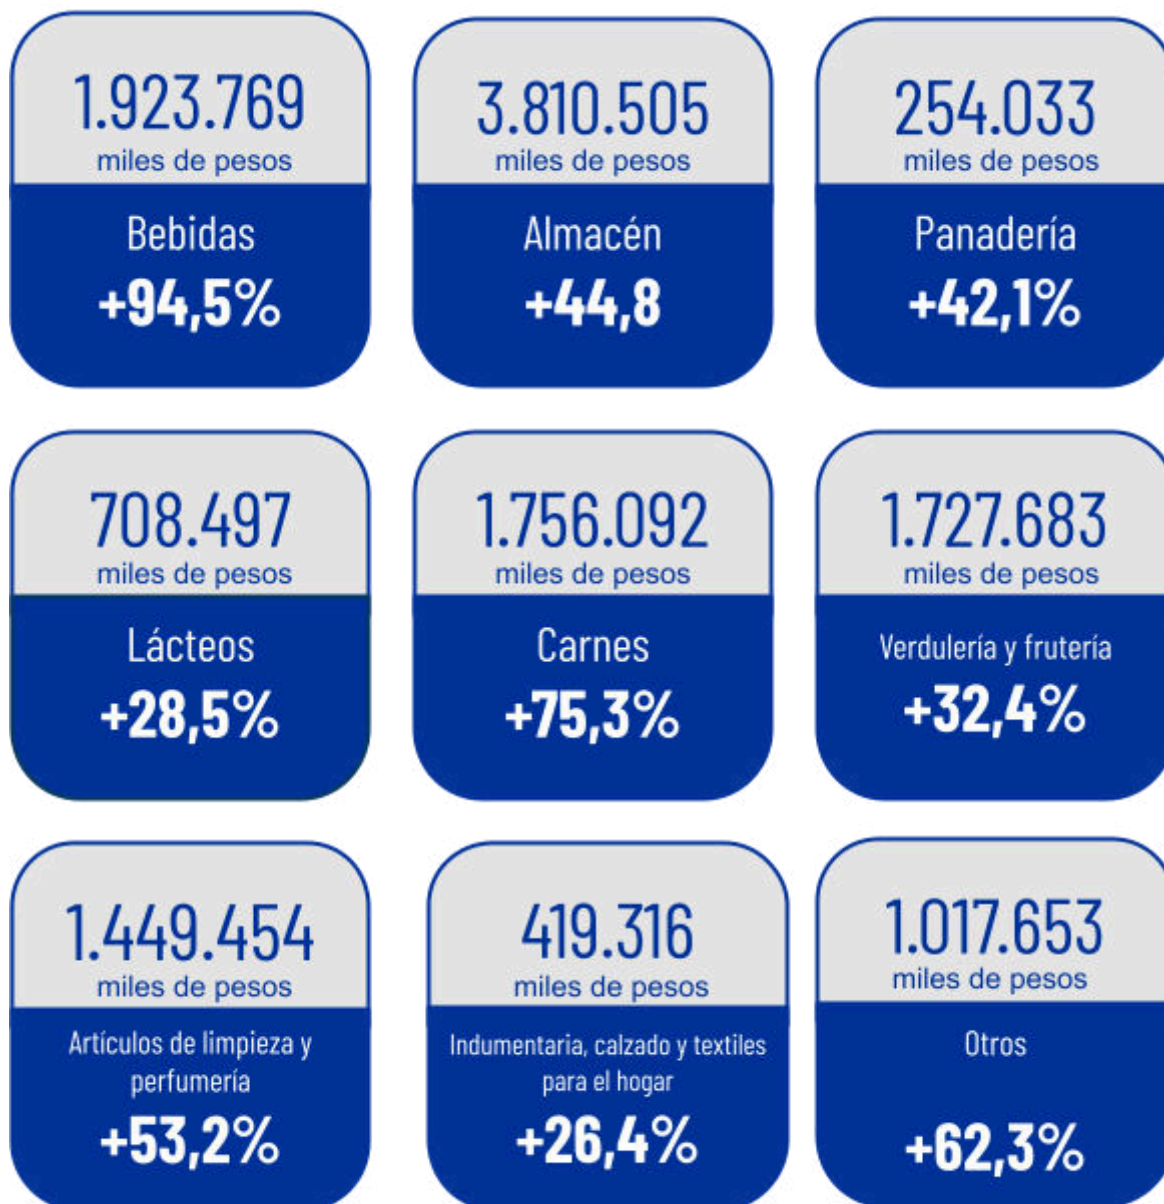 1.923.769
miles de pesos
Bebidas
+94,5%
3.810.505
miles de pesos
Almacén
+44,8
254.033
miles de pesos
Panadería
+42,1%
708.497
miles de pesos
Lácteos
+28,5%
1.756.092
miles de pesos
Carnes
+75,3%
1.727.683
miles de pesos
Verdulería y frutería
+32,4%
1.449.454
miles de pesos
Artículos de limpieza y
perfumería
+53,2%
419.316
miles de pesos
Indumentaria, calzado y textiles
para el hogar
+26,4%
1.017.653
miles de pesos
Otros
+62,3%